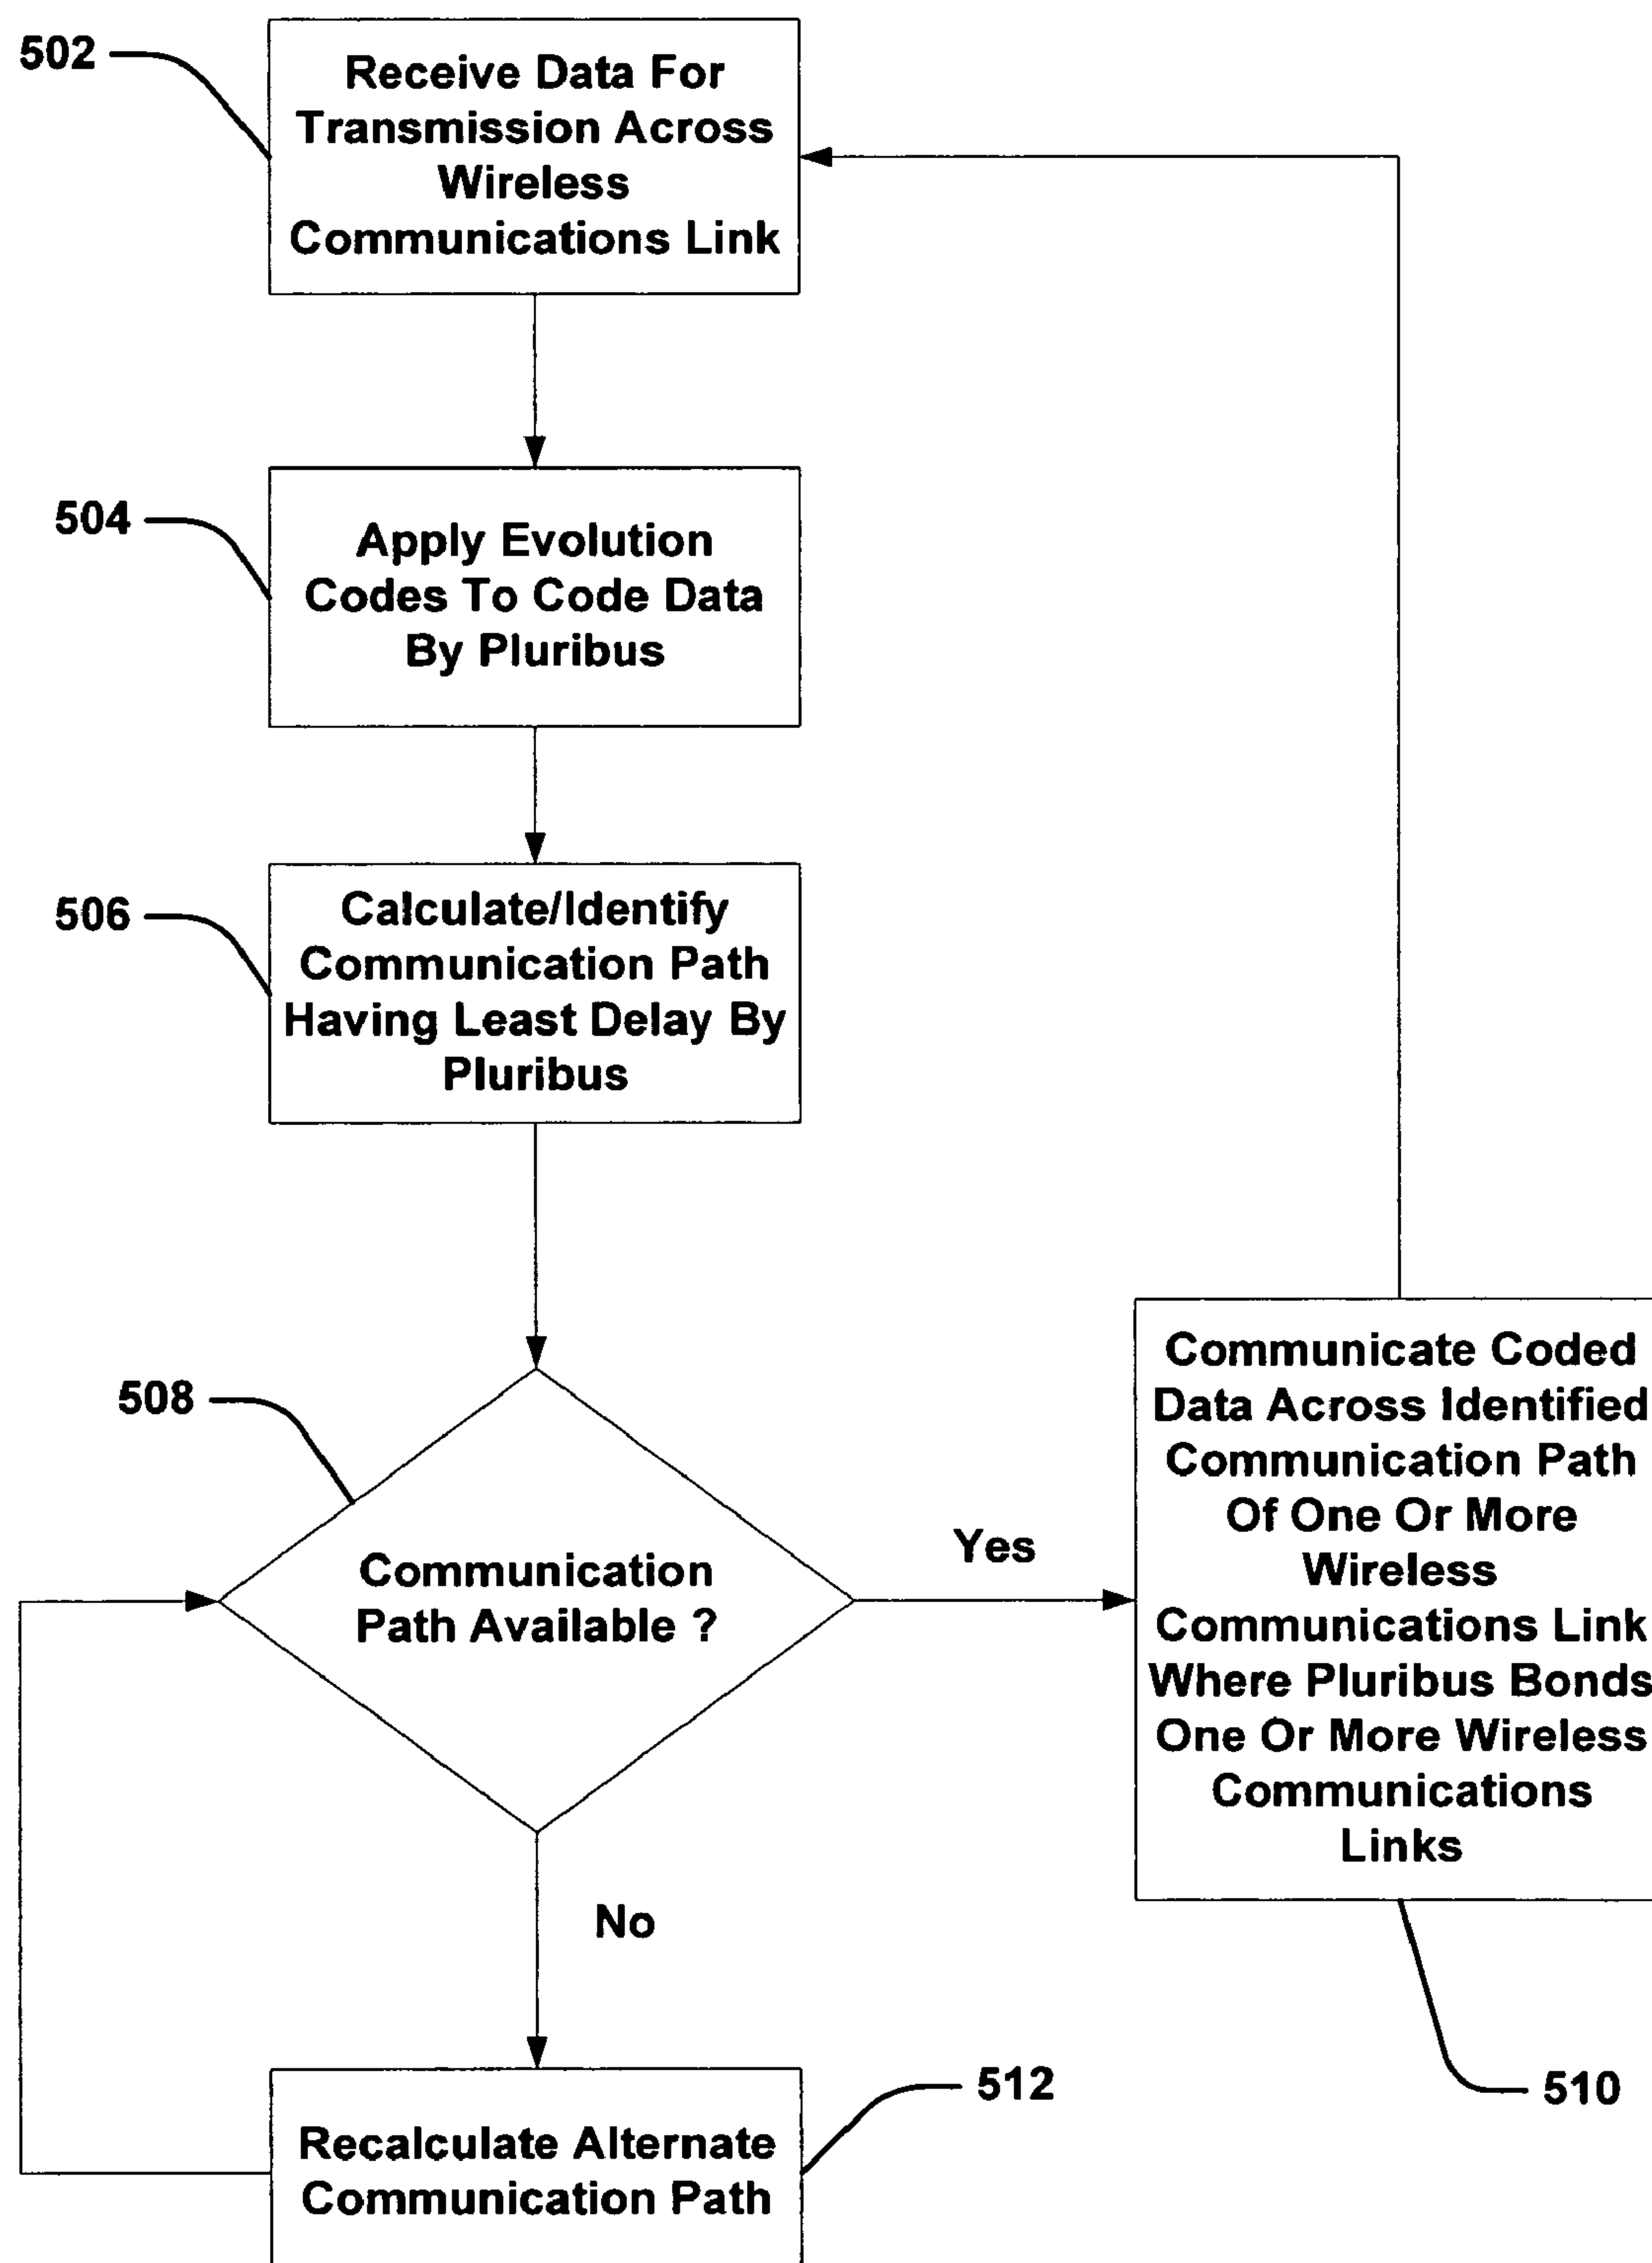 502
Receive Data For
Transmission Across
Wireless
Communications Link
504
Apply Evolution
Codes To Code Data
By Pluribus
506
Calculate/Identify
Communication Path
Having Least Delay By
Pluribus
508
Communication
Path Available ?
Yes
Communicate Coded
Data Across Identified
Communication Path
Of One Or More
Wireless
Communications Link
Where Pluribus Bonds
One Or More Wireless
Communications
Links
510
No
512
Recalculate Alternate
Communication Path